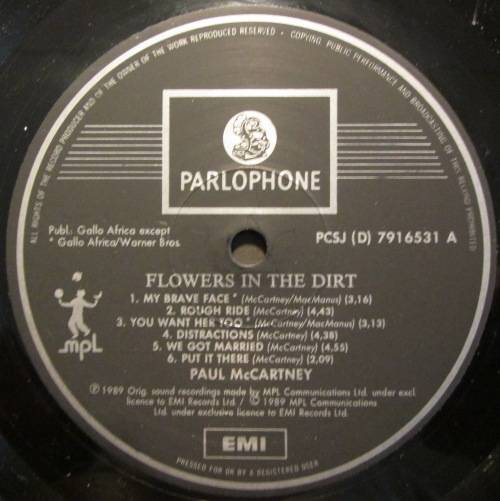 ALL RIGHTS OF THE RECORD PRODUCER AND OF THE OWNER OF THE WORK REPRODUCED RESERVED • COPYING, PUBLIC PERFORMANCE AND BROADCASTING OF THIS RECORD PROHIBITED
£
PARLOPHONE
Publ.: Gallo Africa except
* Gallo Africa/Warner Bros.
PCSJ (D) 7916531 A
mpL
FLOWERS IN THE DIRT
1. MY BRAVE FACE * (McCartney/MacManus) (3,16)
2. ROUGH RIDE (McCartney) (4,43)
3. YOU WANT HER TOO * (McCartney/MacManus) (3,13)
4. DISTRACTIONS (McCartney) (4,38)
5. WE GOT MARRIED (McCartney) (4,55)
6. PUT IT THERE (McCartney) (2,09)
PAUL McCARTNEY
℗ 1989 Orig. sound recordings made by MPL Communications Ltd. under excl.
licence to EMI Records Ltd. / © 1989 MPL Communications
Ltd. under exclusive licence to EMI Records Ltd.
EMI
PRESSED FOR OR BY A REGISTERED USER